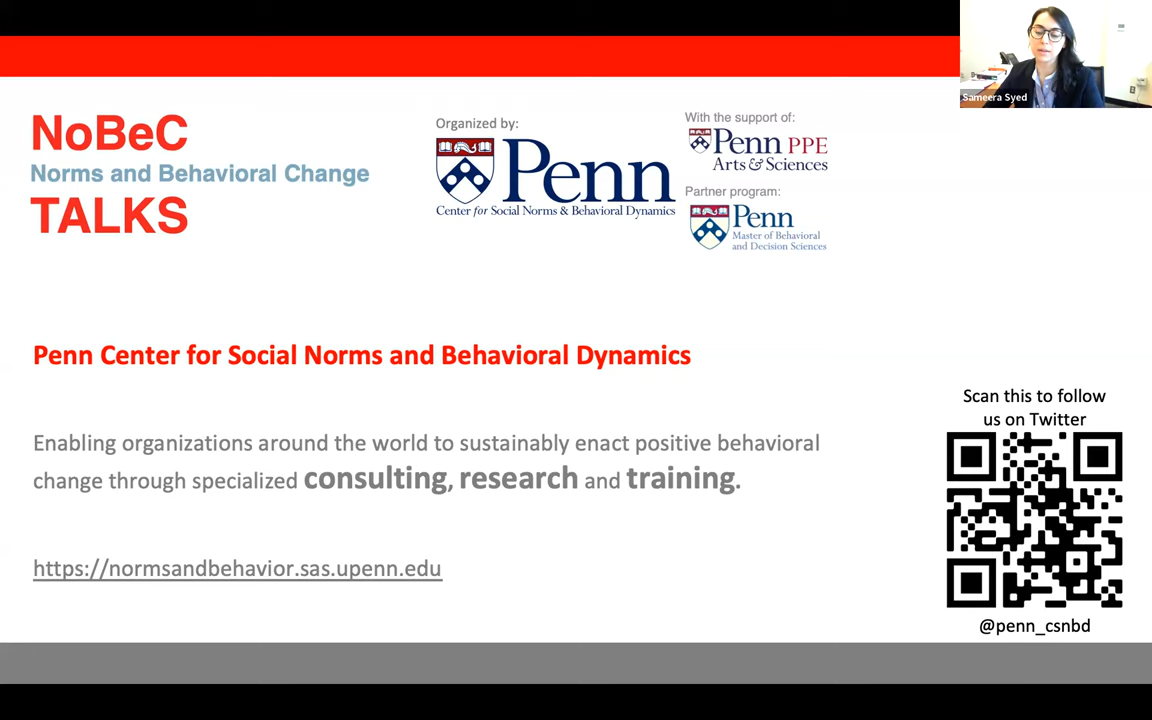 Sameera Syed
NoBeC
Norms and Behavioral Change
TALKS
Organized by:
Penn
Center for Social Norms & Behavioral Dynamics
With the support of:
Penn PPE
Arts & Sciences
Partner program:
Penn
Master of Behavioral
and Decision Sciences
Penn Center for Social Norms and Behavioral Dynamics
Enabling organizations around the world to sustainably enact positive behavioral
change through specialized consulting, research and training.
https://normsandbehavior.sas.upenn.edu
Scan this to follow
us on Twitter
@penn_csnbd